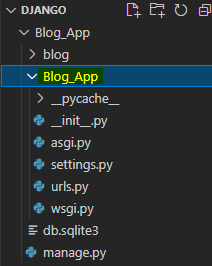 DJANGO
Blog_App
blog
Blog_App
__pycache__
__init__.py
asgi.py
settings.py
urls.py
wsgi.py
db.sqlite3
manage.py